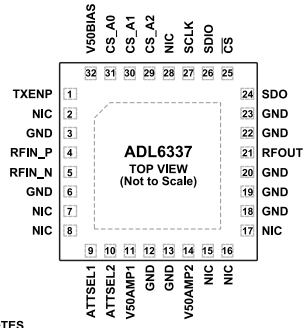 V50BIAS
CS_A0
CS_A1
CS_A2
NIC
SCLK
SDIO
CS
32 31 30 29 28 27 26 25
TXENP 1
NIC 2
GND 3
RFIN_P 4
RFIN_N 5
GND 6
NIC 7
NIC 8
ADL6337
TOP VIEW
(Not to Scale)
24 SDO
23 GND
22 GND
21 RFOUT
20 GND
19 GND
18 GND
17 NIC
9 10 11 12 13 14 15 16
ATTSEL1
ATTSEL2
V50AMP1
GND
GND
V50AMP2
NIC
NIC